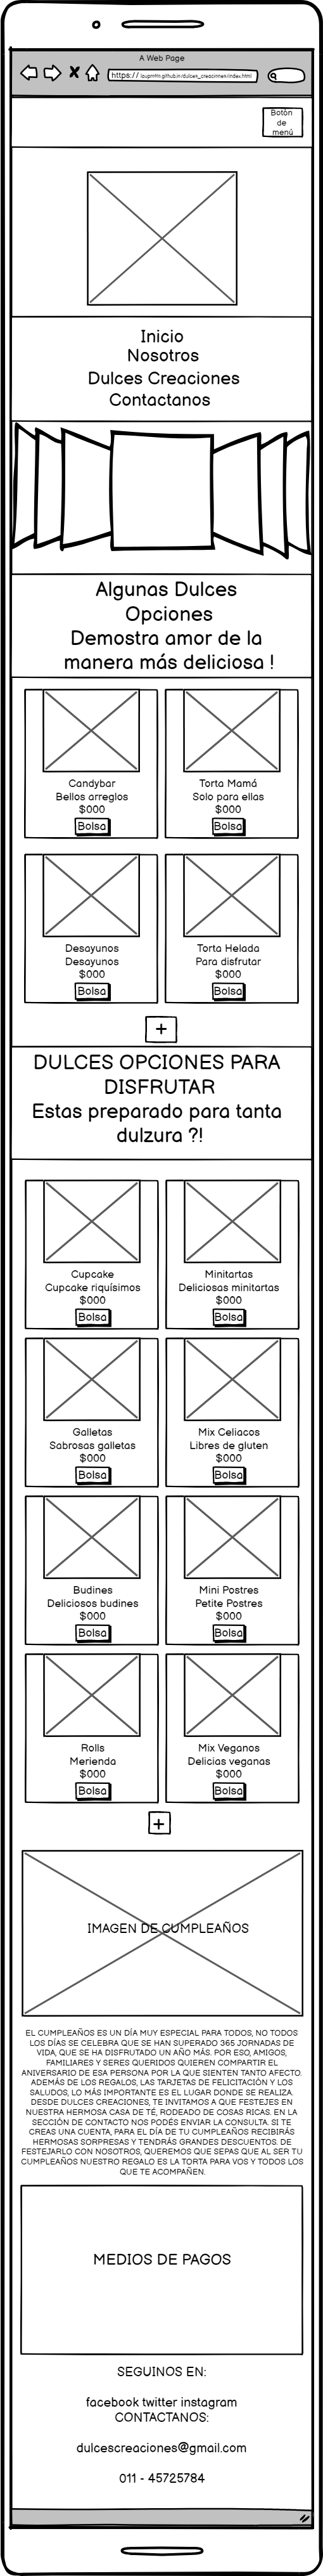 A Web Page
https://
Botón
de
menú
Inicio
Nosotros
Dulces Creaciones
Contactanos
Algunas Dulces
Opciones
Demostra amor de la
manera más deliciosa !
Candybar
Bellos arreglos
$000
Bolsa
Torta Mamá
Solo para ellas
$000
Bolsa
Desayunos
Desayunos
$000
Bolsa
Torta Helada
Para disfrutar
$000
Bolsa
+
DULCES OPCIONES PARA
DISFRUTAR
Estas preparado para tanta
dulzura ?!
Cupcake
Cupcake riquísimos
$000
Bolsa
Minitartas
Deliciosas minitartas
$000
Bolsa
Galletas
Sabrosas galletas
$000
Bolsa
Mix Celiacos
Libres de gluten
$000
Bolsa
Budines
Deliciosos budines
$000
Bolsa
Mini Postres
Petite Postres
$000
Bolsa
Rolls
Merienda
$000
Bolsa
Mix Veganos
Delicias veganas
$000
Bolsa
+
IMAGEN DE CUMPLEAÑOS
EL CUMPLEAÑOS ES UN DÍA MUY ESPECIAL PARA TODOS, NO TODOS
LOS DÍAS SE CELEBRA QUE SE HAN SUPERADO 365 JORNADAS DE
VIDA, QUE SE HA DISFRUTADO UN AÑO MÁS. POR ESO, AMIGOS,
FAMILIARES Y SERES QUERIDOS QUIEREN COMPARTIR EL
ANIVERSARIO DE ESA PERSONA POR LA QUE SIENTEN TANTO AFECTO.
ADEMÁS DE LOS REGALOS, LAS TARJETAS DE FELICITACIÓN Y LOS
SALUDOS, LO MÁS IMPORTANTE ES EL LUGAR DONDE SE REALIZA.
DESDE DULCES CREACIONES, TE INVITAMOS A QUE FESTEJES EN
NUESTRA HERMOSA CASA DE TÉ, RODEADO DE COSAS RICAS. EN LA
SECCIÓN DE CONTACTO NOS PODÉS ENVIAR LA CONSULTA. SI TE
CREAS UNA CUENTA, PARA EL DÍA DE TU CUMPLEAÑOS RECIBIRÁS
HERMOSAS SORPRESAS Y TENDRÁS GRANDES DESCUENTOS. DE
FESTEJARLO CON NOSOTROS, QUEREMOS QUE SEPAS QUE AL SER TU
CUMPLEAÑOS NUESTRO REGALO ES LA TORTA PARA VOS Y TODOS LOS
QUE TE ACOMPAÑEN.
MEDIOS DE PAGOS
SEGUINOS EN:
facebook twitter instagram
CONTACTANOS:
dulcescreaciones@gmail.com
011 - 45725784